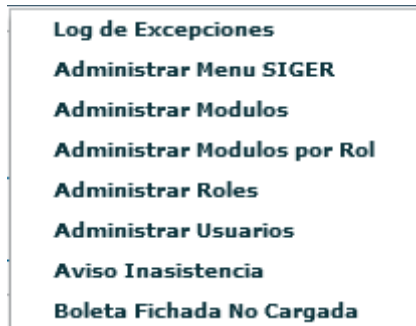 Log de Excepciones
Administrar Menu SIGER
Administrar Modulos
Administrar Modulos por Rol
Administrar Roles
Administrar Usuarios
Aviso Inasistencia
Boleta Fichada No Cargada